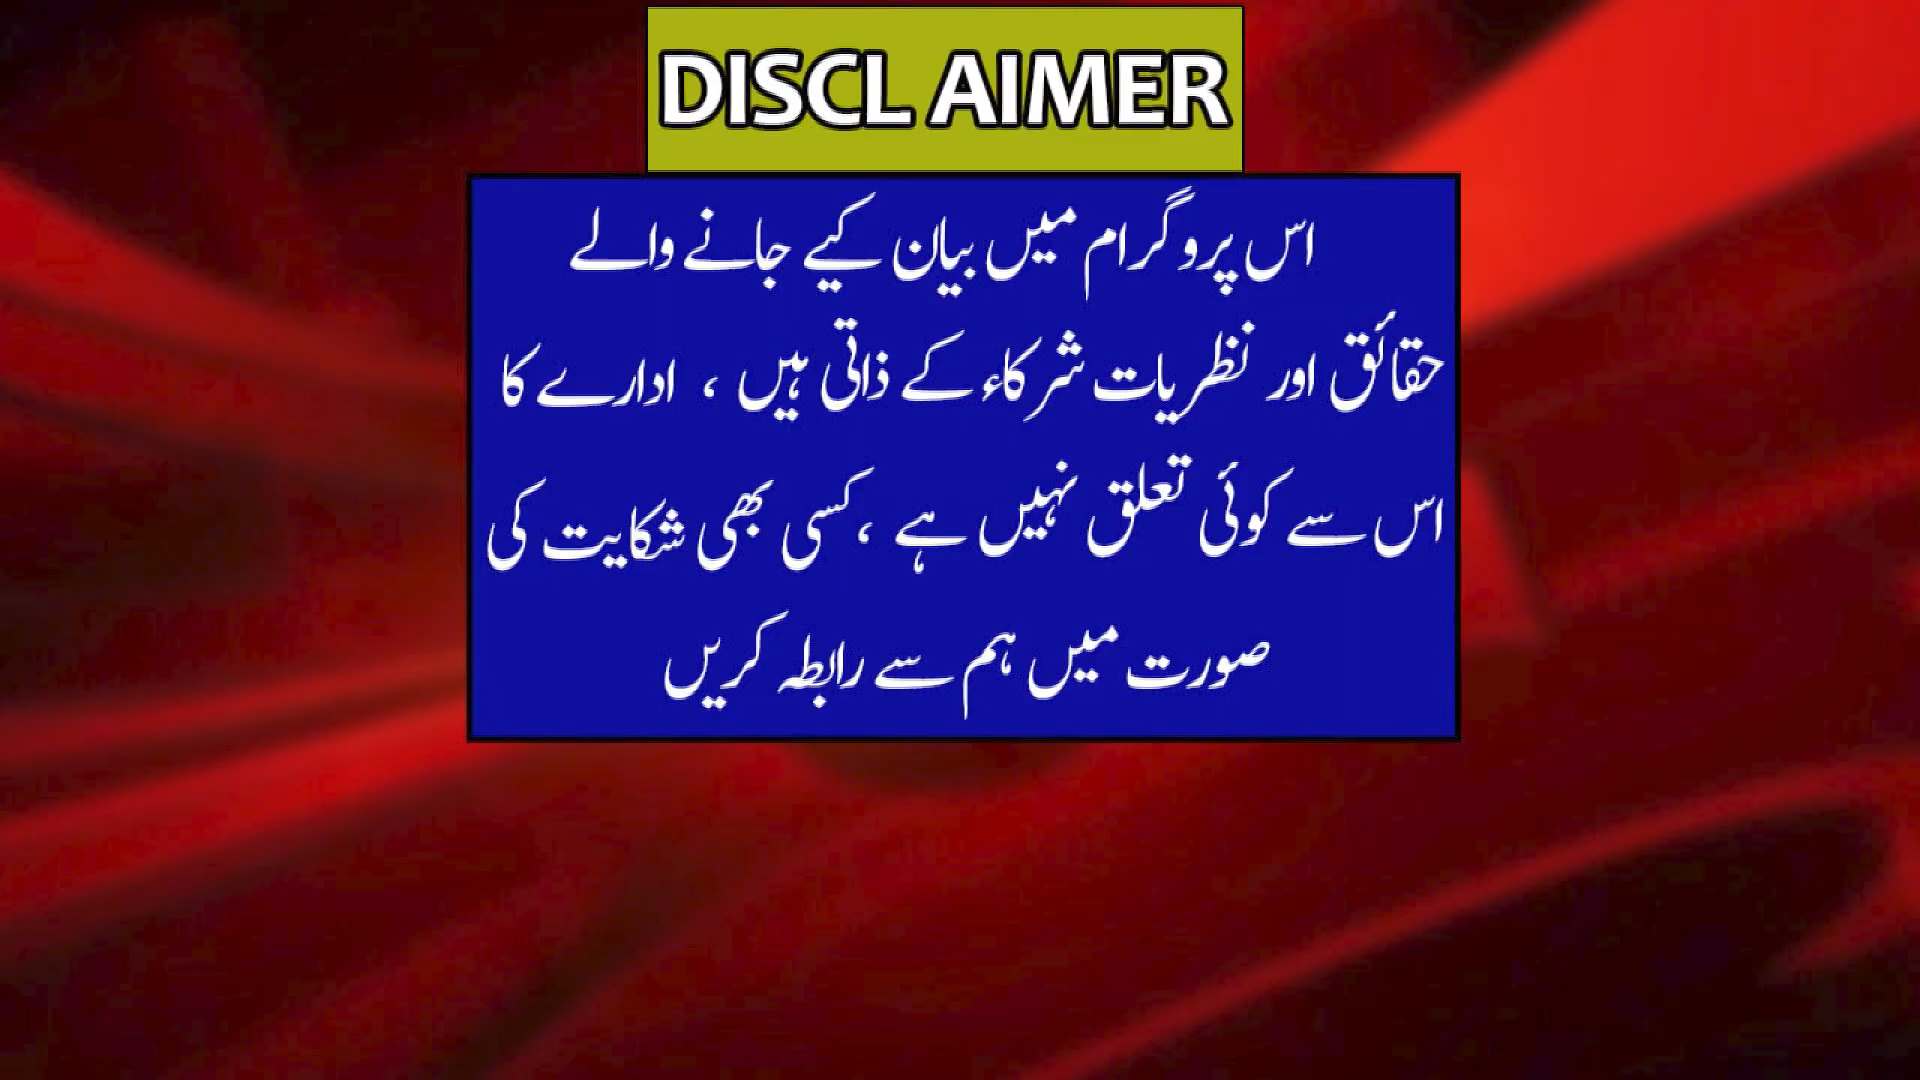 DISCL AIMER
اس پروگرام میں بیان کیے جانے والے
حقائق اور نظریات شرکاء کے ذاتی ہیں ، ادارے کا
اس سے کوئی تعلق نہیں ہے ،کسی بھی شکایت کی
صورت میں ہم سے رابطہ کریں